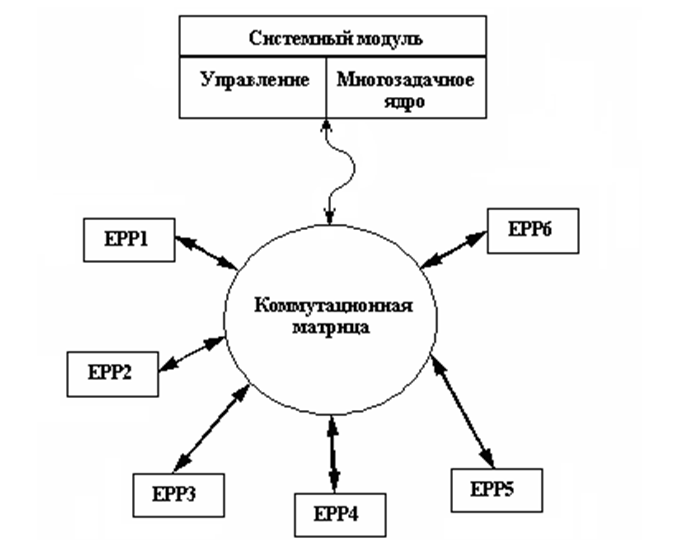 Системный модуль
Управление
Многозадачное
ядро
EPP1
EPP6
Коммутационная
матрица
EPP2
EPP3
EPP4
EPP5